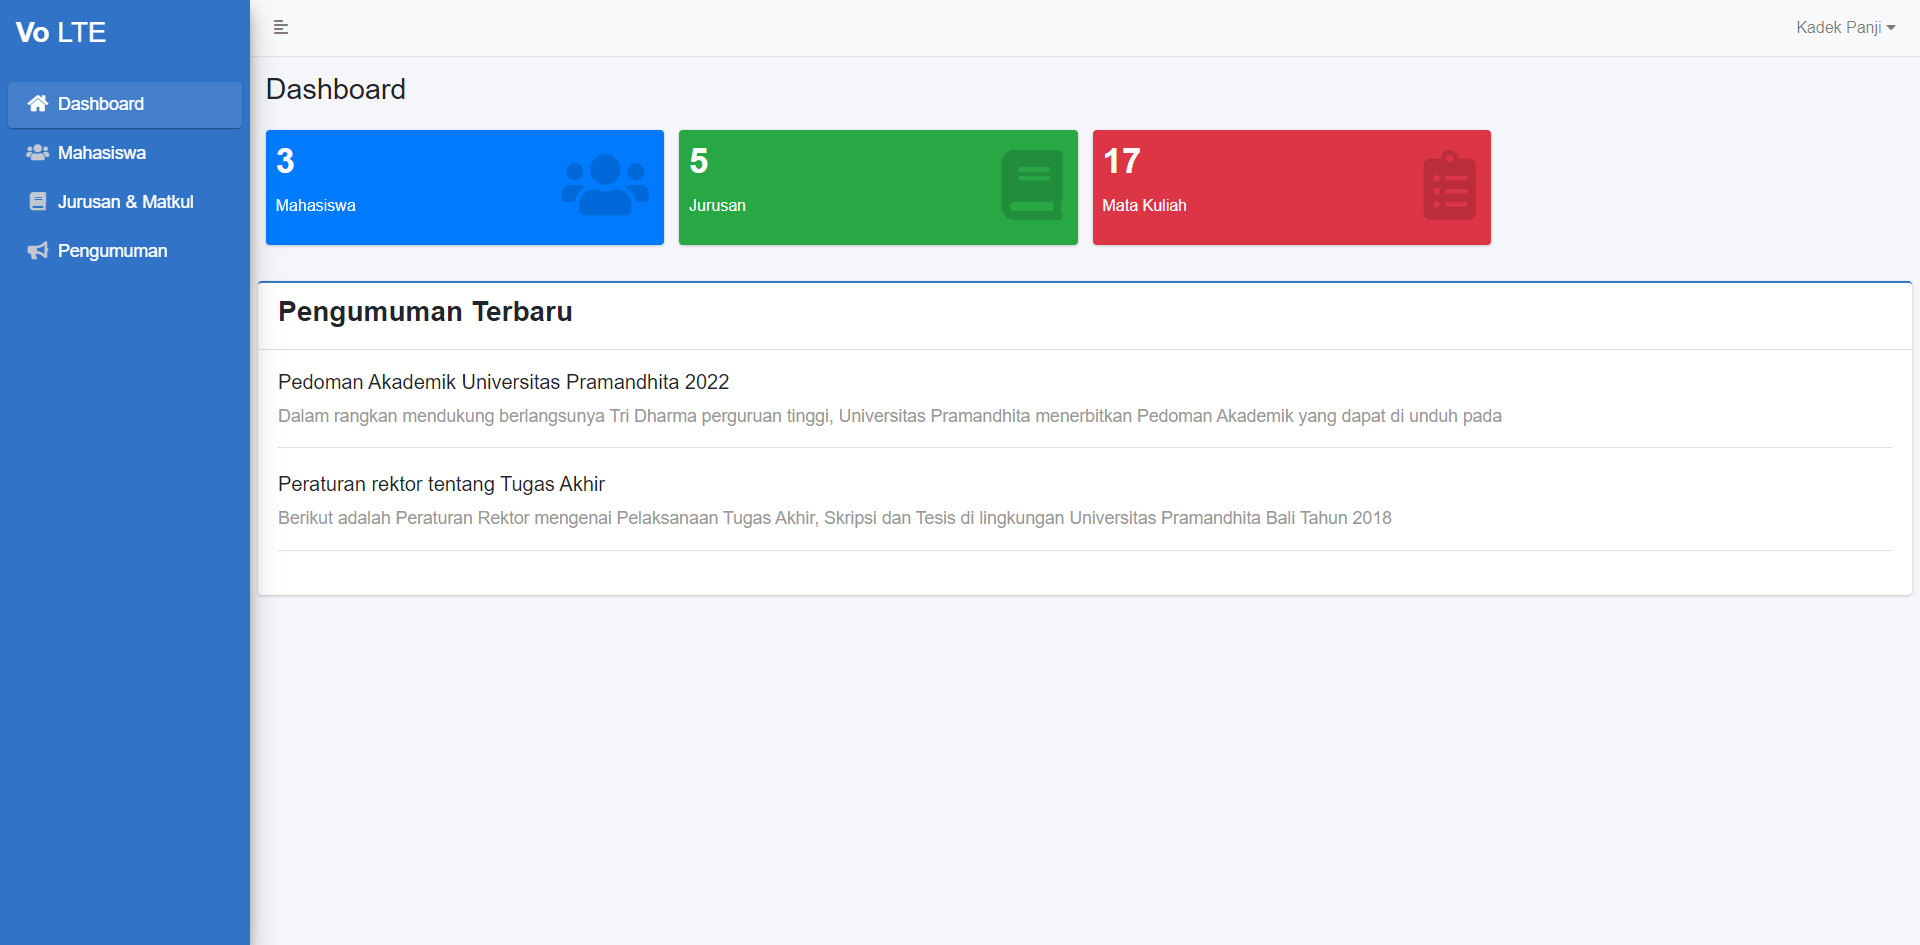 Vo LTE
Kadek Panji
Dashboard
Mahasiswa
Jurusan & Matkul
Pengumuman
Dashboard
3
Mahasiswa
5
Jurusan
17
Mata Kuliah
Pengumuman Terbaru
Pedoman Akademik Universitas Pramandhita 2022
Dalam rangkan mendukung berlangsunya Tri Dharma perguruan tinggi, Universitas Pramandhita menerbitkan Pedoman Akademik yang dapat di unduh pada
Peraturan rektor tentang Tugas Akhir
Berikut adalah Peraturan Rektor mengenai Pelaksanaan Tugas Akhir, Skripsi dan Tesis di lingkungan Universitas Pramandhita Bali Tahun 2018